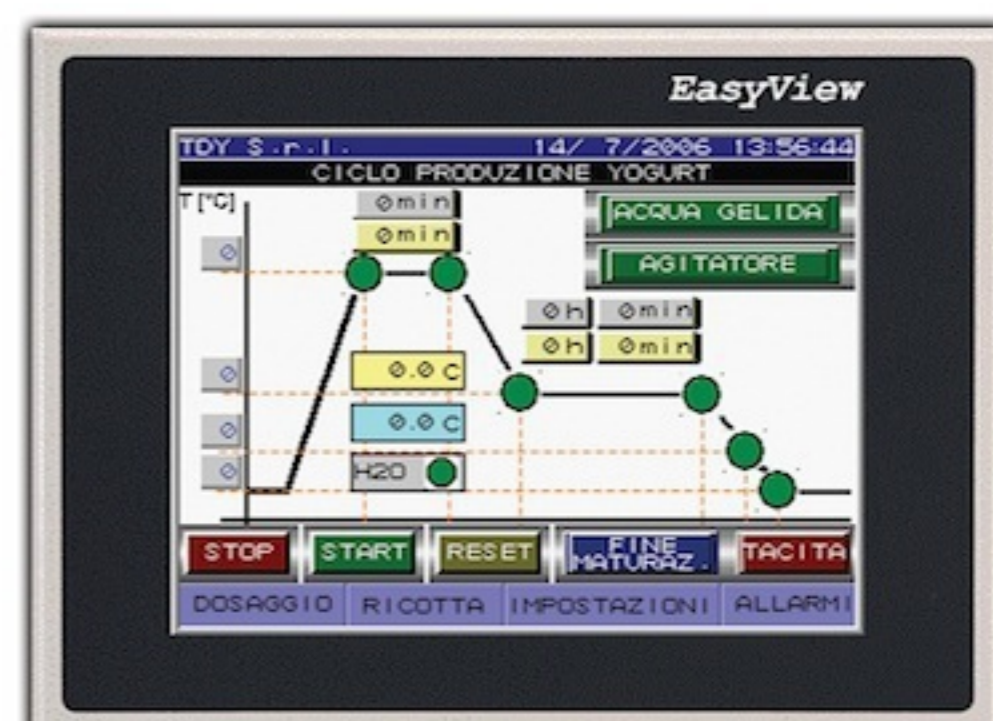 EasyView
TDY S.r.l. 14/ 7/2006 13:56:44
CICLO PRODUZIONE YOGURT
T [°C]
0min
0min
ACQUA GELIDA
0
AGITATORE
0h 0min
0h 0min
0
0.0 C
0
0.0 C
0
H2O
STOP START RESET FINE MATURAZ. TACITA
DOSAGGIO RICOTTA IMPOSTAZIONI ALLARMI